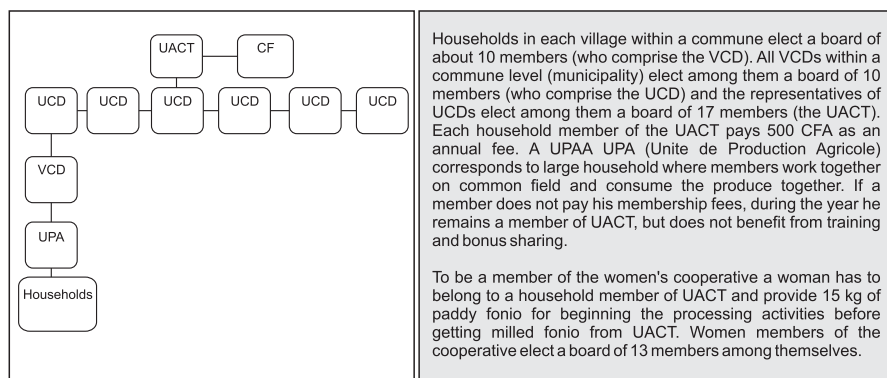 UACT
CF
UCD
UCD
UCD
UCD
UCD
UCD
VCD
UPA
Households
Households in each village within a commune elect a board of
about 10 members (who comprise the VCD). All VCDs within a
commune level (municipality) elect among them a board of 10
members (who comprise the UCD) and the representatives of
UCDs elect among them a board of 17 members (the UACT).
Each household member of the UACT pays 500 CFA as an
annual fee. A UPAA UPA (Unite de Production Agricole)
corresponds to large household where members work together
on common field and consume the produce together. If a
member does not pay his membership fees, during the year he
remains a member of UACT, but does not benefit from training
and bonus sharing.
To be a member of the women's cooperative a woman has to
belong to a household member of UACT and provide 15 kg of
paddy fonio for beginning the processing activities before
getting milled fonio from UACT. Women members of the
cooperative elect a board of 13 members among themselves.